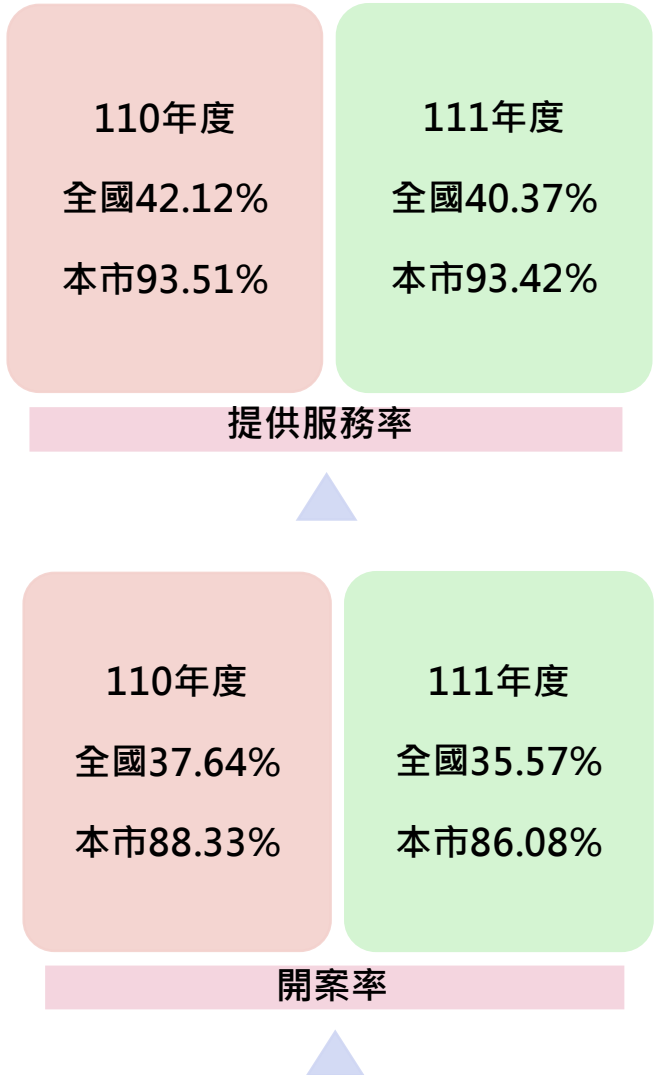 110年度
全國42.12%
本市93.51%
111年度
全國40.37%
本市93.42%
提供服務率
110年度
全國37.64%
本市88.33%
111年度
全國35.57%
本市86.08%
開案率